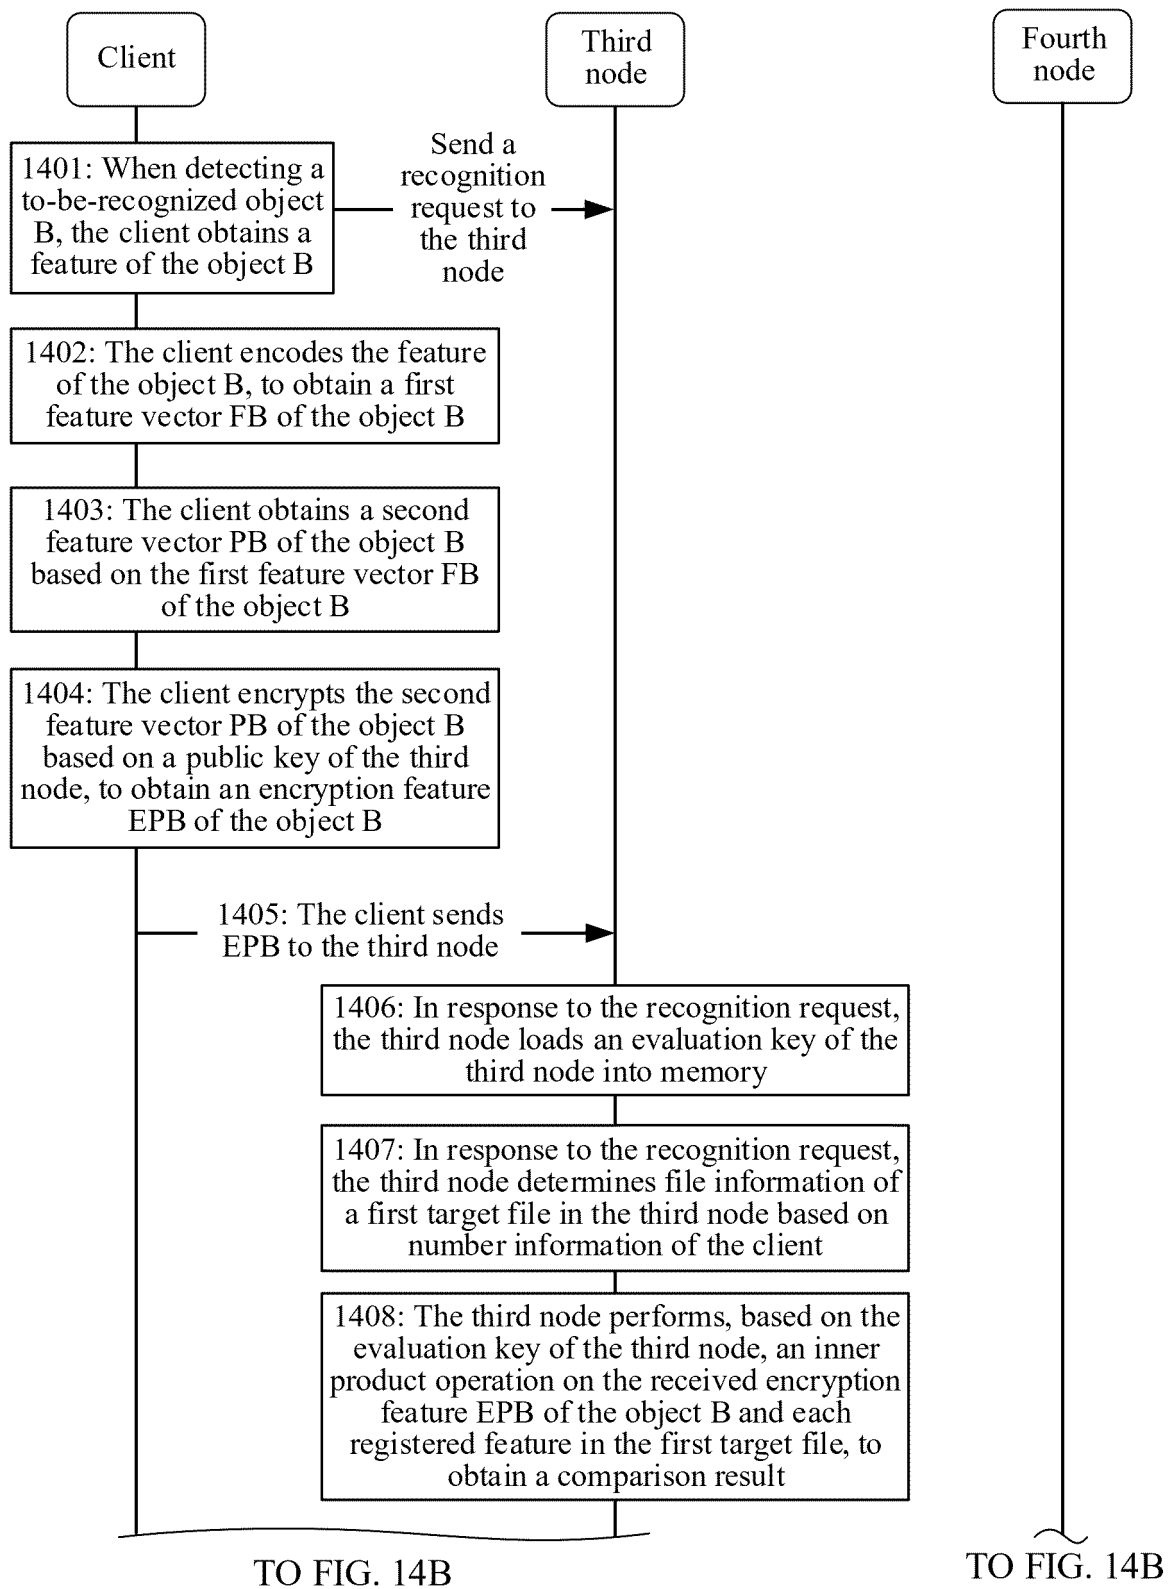 Client
Third
node
Fourth
node
1401: When detecting a
to-be-recognized object
B, the client obtains a
feature of the object B
Send a
recognition
request to
the third
node
1402: The client encodes the feature
of the object B, to obtain a first
feature vector FB of the object B
1403: The client obtains a second
feature vector PB of the object B
based on the first feature vector FB
of the object B
1404: The client encrypts the second
feature vector PB of the object B
based on a public key of the third
node, to obtain an encryption feature
EPB of the object B
1405: The client sends
EPB to the third node
1406: In response to the recognition request,
the third node loads an evaluation key of the
third node into memory
1407: In response to the recognition request,
the third node determines file information of
a first target file in the third node based on
number information of the client
1408: The third node performs, based on the
evaluation key of the third node, an inner
product operation on the received encryption
feature EPB of the object B and each
registered feature in the first target file, to
obtain a comparison result
TO FIG. 14B
TO FIG. 14B